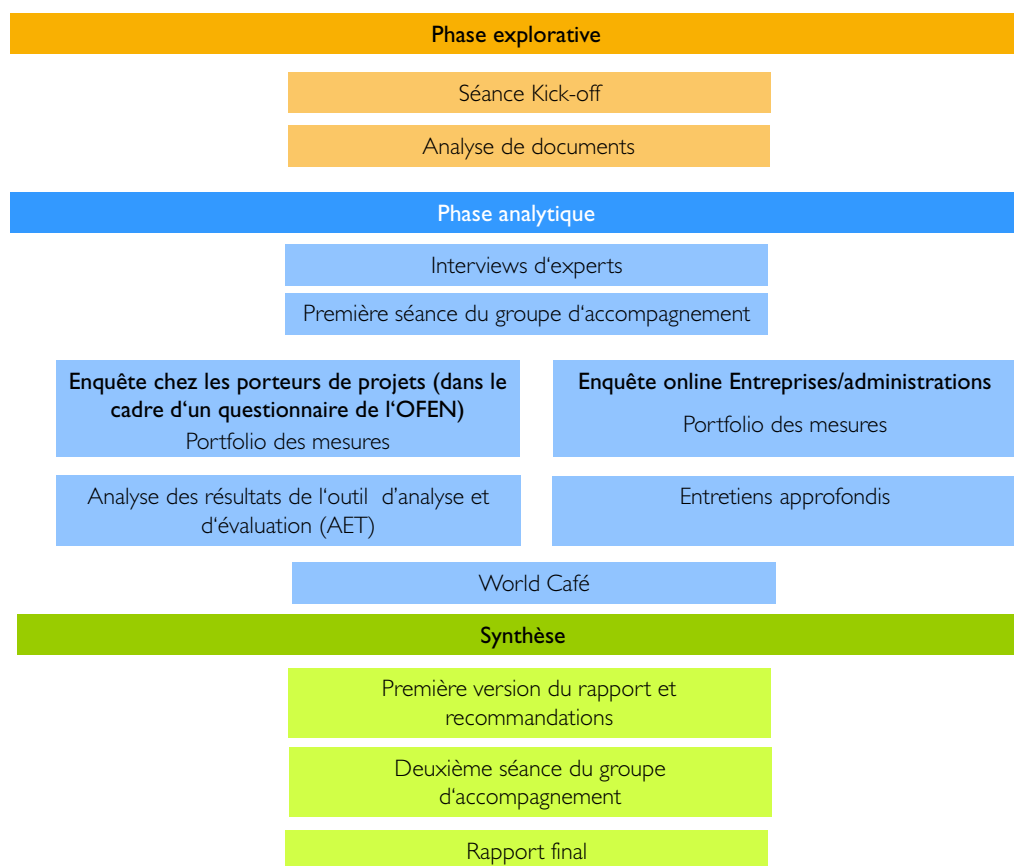 Phase explorative
Séance Kick-off
Analyse de documents
Phase analytique
Interviews d‘experts
Première séance du groupe d‘accompagnement
Enquête chez les porteurs de projets (dans le
cadre d‘un questionnaire de l‘OFEN)
Portfolio des mesures
Enquête online Entreprises/administrations
Portfolio des mesures
Analyse des résultats de l‘outil d’analyse et
d‘évaluation (AET)
Entretiens approfondis
World Café
Synthèse
Première version du rapport et
recommandations
Deuxième séance du groupe
d‘accompagnement
Rapport final